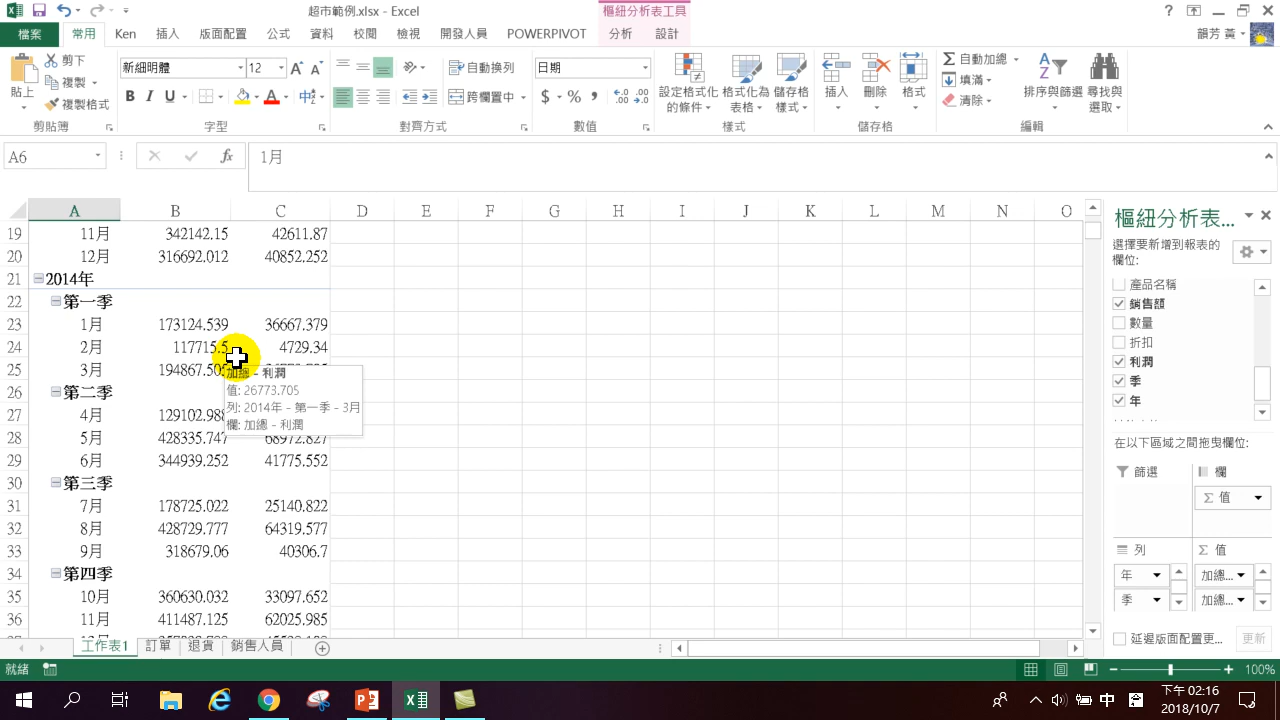 超市範例.xlsx - Excel
樞紐分析表工具
檔案 常用 Ken 插入 版面配置 公式 資料 校閱 檢視 開發人員 POWERPIVOT 分析 設計
韻芳 黃
貼上 剪下 複製 複製格式
新細明體 12
自動換列
跨欄置中
日期
設定格式化的條件 格式化為表格 儲存格樣式
插入 刪除 格式
自動加總 填滿 清除
排序與篩選 尋找與選取
剪貼簿 字型 對齊方式 數值 樣式 儲存格 編輯
A6 1月
A B C D E F G H I J K L M N O
19 11月 342142.15 42611.87
20 12月 316692.012 40852.252
21 2014年
22 第一季
23 1月 173124.539 36667.379
24 2月 117715.5 4729.34
25 3月 194867.505
26 第二季
27 4月 129102.988
28 5月 428335.747 68972.827
29 6月 344939.252 41775.552
30 第三季
31 7月 178725.022 25140.822
32 8月 428729.777 64319.577
33 9月 318679.06 40306.7
34 第四季
35 10月 360630.032 33097.652
36 11月 411487.125 62025.985
加總 - 利潤
值: 26773.705
列: 2014年 - 第一季 - 3月
欄: 加總 - 利潤
樞紐分析表...
選擇要新增到報表的
欄位:
產品名稱
銷售額
數量
折扣
利潤
季
年
在以下區域之間拖曳欄位:
篩選 欄
Σ 值
列 Σ 值
年 加總...
季 加總...
延遲版面配置更... 更新
工作表1 訂單 退貨 銷售人員
就緒 100%
中 下午 02:16
2018/10/7